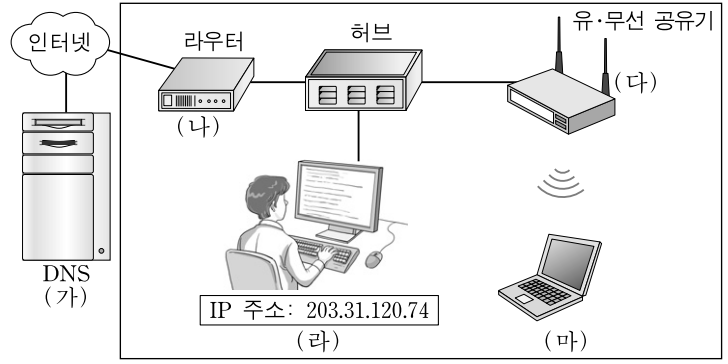 인터넷
라우터
허브
유·무선 공유기
(나)
(다)
DNS
(가)
IP 주소: 203.31.120.74
(라)
(마)